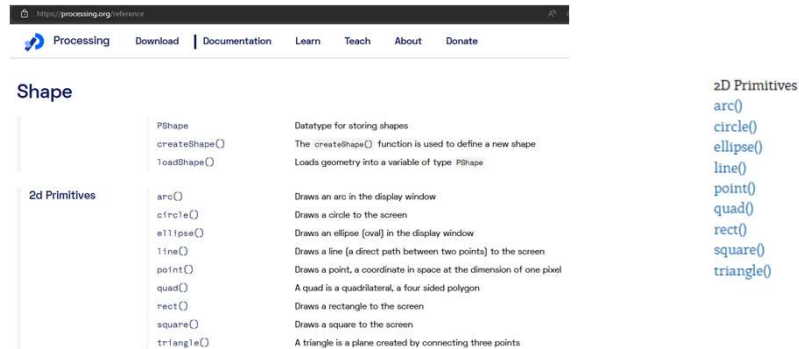 https://processing.org/reference
Processing Download Documentation Learn Teach About Donate
Shape
PShape Datatype for storing shapes
createShape() The createShape() function is used to define a new shape
loadShape() Loads geometry into a variable of type PShape
2d Primitives arc() Draws an arc in the display window
circle() Draws a circle to the screen
ellipse() Draws an ellipse (oval) in the display window
line() Draws a line (a direct path between two points) to the screen
point() Draws a point, a coordinate in space at the dimension of one pixel
quad() A quad is a quadrilateral, a four sided polygon
rect() Draws a rectangle to the screen
square() Draws a square to the screen
triangle() A triangle is a plane created by connecting three points
2D Primitives
arc()
circle()
ellipse()
line()
point()
quad()
rect()
square()
triangle()